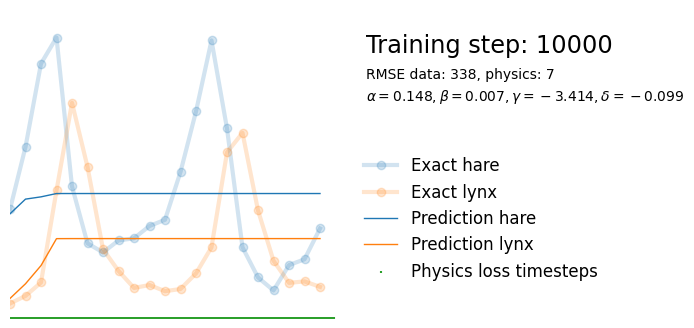 Training step: 10000
RMSE data: 338, physics: 7
α = 0.148, β = 0.007, γ = −3.414, δ = −0.099
Exact hare
Exact lynx
Prediction hare
Prediction lynx
Physics loss timesteps